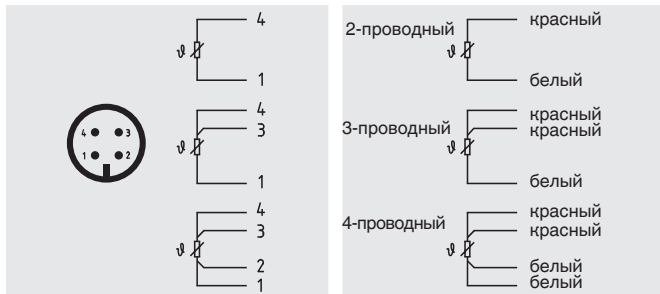 4
ϑ
1
4
3
ϑ
1
4
3
ϑ
2
1
4 3
1 2
2-проводный
красный
ϑ
белый
3-проводный
красный
красный
ϑ
белый
4-проводный
красный
красный
ϑ
белый
белый